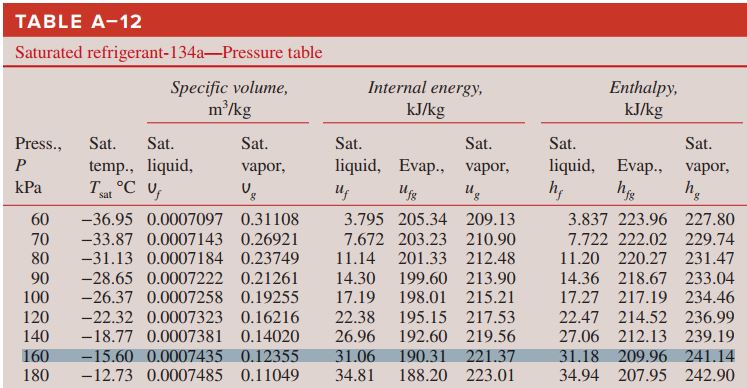 TABLE A–12
Saturated refrigerant-134a—Pressure table
Specific volume, m³/kg Internal energy, kJ/kg Enthalpy, kJ/kg
Press., P kPa Sat. temp., T_sat °C Sat. liquid, υ_f Sat. vapor, υ_g Sat. liquid, u_f Evap., u_fg Sat. vapor, u_g Sat. liquid, h_f Evap., h_fg Sat. vapor, h_g
60 −36.95 0.0007097 0.31108 3.795 205.34 209.13 3.837 223.96 227.80
70 −33.87 0.0007143 0.26921 7.672 203.23 210.90 7.722 222.02 229.74
80 −31.13 0.0007184 0.23749 11.14 201.33 212.48 11.20 220.27 231.47
90 −28.65 0.0007222 0.21261 14.30 199.60 213.90 14.36 218.67 233.04
100 −26.37 0.0007258 0.19255 17.19 198.01 215.21 17.27 217.19 234.46
120 −22.32 0.0007323 0.16216 22.38 195.15 217.53 22.47 214.52 236.99
140 −18.77 0.0007381 0.14020 26.96 192.60 219.56 27.06 212.13 239.19
160 −15.60 0.0007435 0.12355 31.06 190.31 221.37 31.18 209.96 241.14
180 −12.73 0.0007485 0.11049 34.81 188.20 223.01 34.94 207.95 242.90